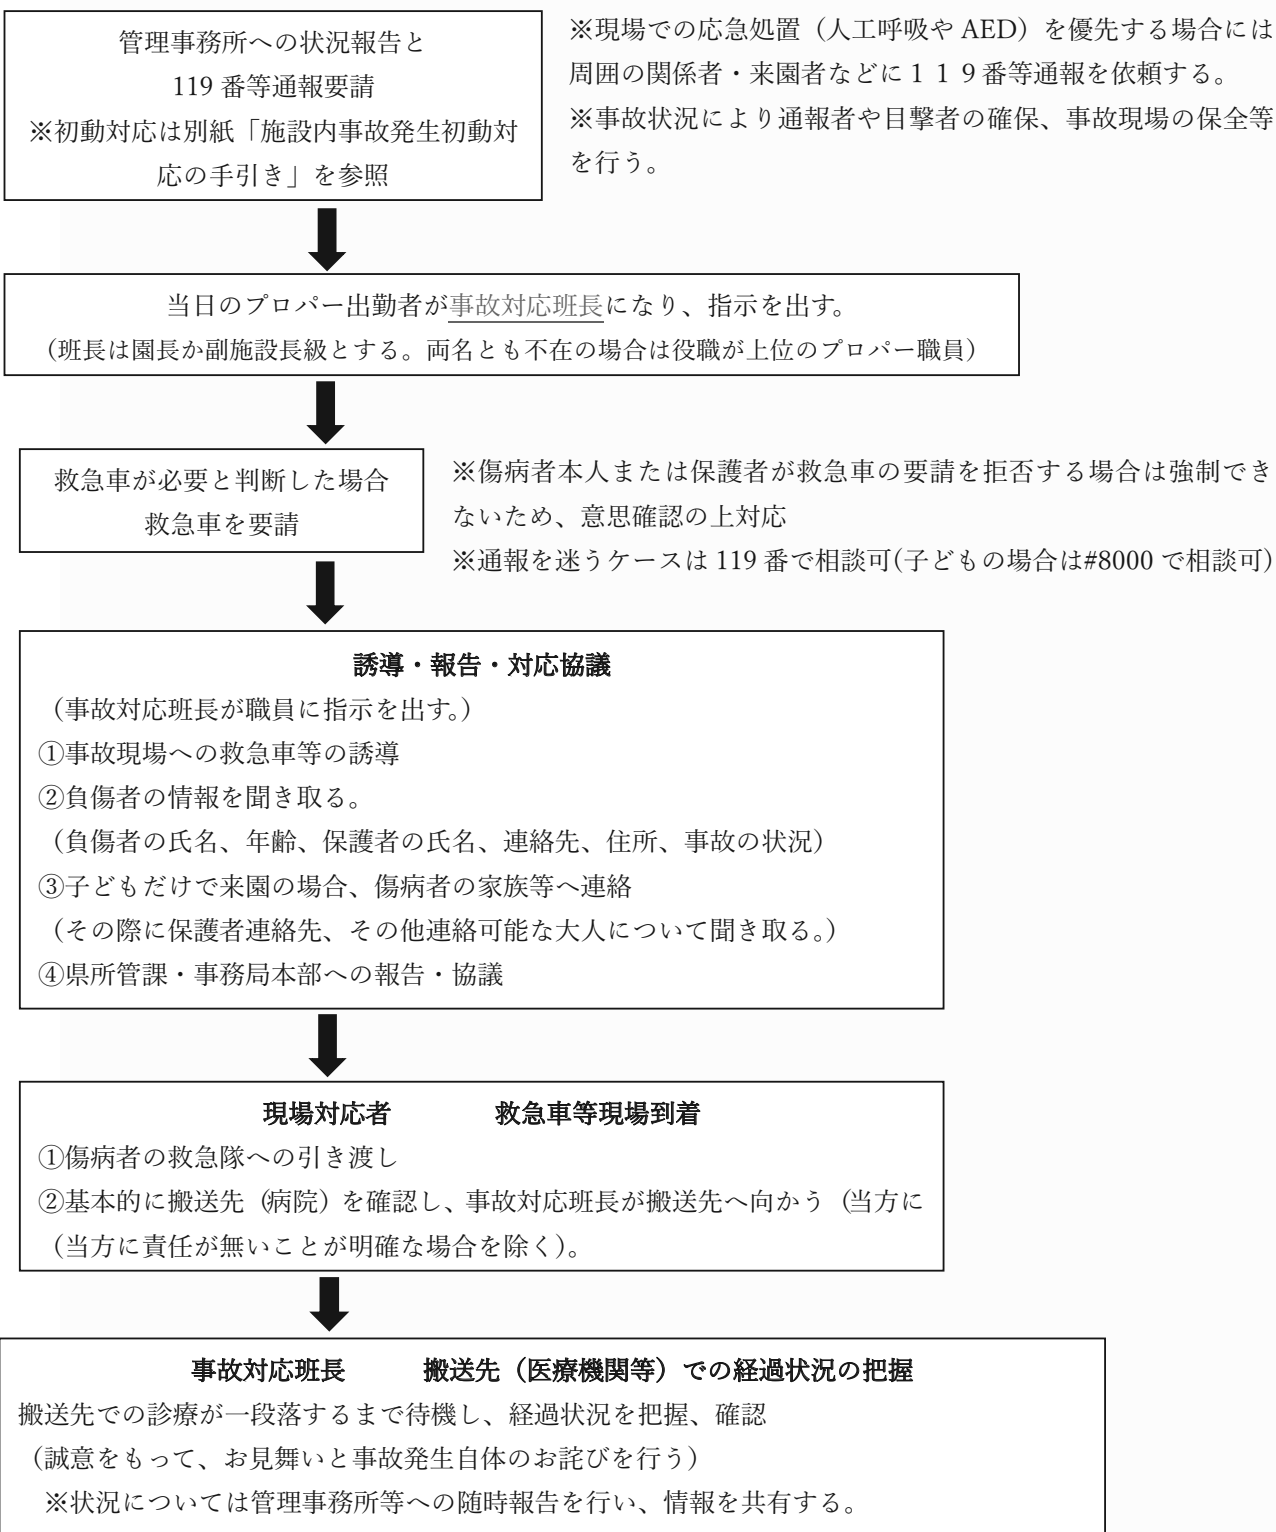 管理事務所への状況報告と
119 番等通報要請
※初動対応は別紙「施設内事故発生初動対
応の手引き」を参照
※現場での応急処置（人工呼吸や AED）を優先する場合には
周囲の関係者・来園者などに１１９番等通報を依頼する。
※事故状況により通報者や目撃者の確保、事故現場の保全等
を行う。
当日のプロパー出勤者が事故対応班長になり、指示を出す。
（班長は園長か副施設長級とする。両名とも不在の場合は役職が上位のプロパー職員）
救急車が必要と判断した場合
救急車を要請
※傷病者本人または保護者が救急車の要請を拒否する場合は強制でき
ないため、意思確認の上対応
※通報を迷うケースは 119 番で相談可(子どもの場合は#8000 で相談可)
誘導・報告・対応協議
（事故対応班長が職員に指示を出す。）
①事故現場への救急車等の誘導
②負傷者の情報を聞き取る。
（負傷者の氏名、年齢、保護者の氏名、連絡先、住所、事故の状況）
③子どもだけで来園の場合、傷病者の家族等へ連絡
（その際に保護者連絡先、その他連絡可能な大人について聞き取る。）
④県所管課・事務局本部への報告・協議
現場対応者　　　　救急車等現場到着
①傷病者の救急隊への引き渡し
②基本的に搬送先（病院）を確認し、事故対応班長が搬送先へ向かう（当方に
（当方に責任が無いことが明確な場合を除く）。
事故対応班長　　　搬送先（医療機関等）での経過状況の把握
搬送先での診療が一段落するまで待機し、経過状況を把握、確認
（誠意をもって、お見舞いと事故発生自体のお詫びを行う）
※状況については管理事務所等への随時報告を行い、情報を共有する。